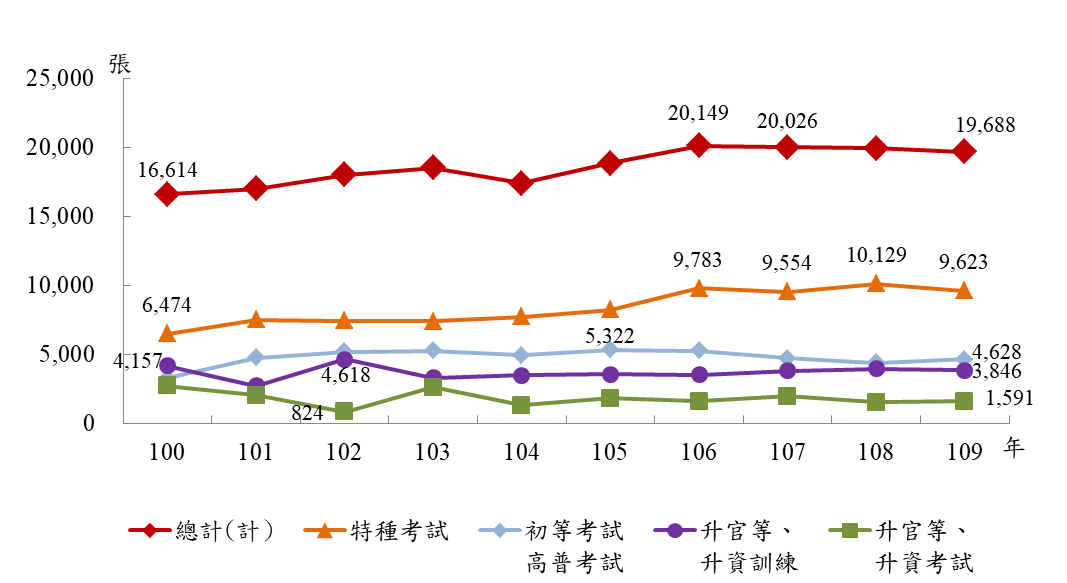 張
25,000
20,000
15,000
10,000
5,000
0
16,614
20,149
20,026
19,688
6,474
9,783
9,554
10,129
9,623
4,157
4,618
5,322
4,628
3,846
824
1,591
100 101 102 103 104 105 106 107 108 109 年
總計(計)
特種考試
初等考試
高普考試
升官等、
升資訓練
升官等、
升資考試